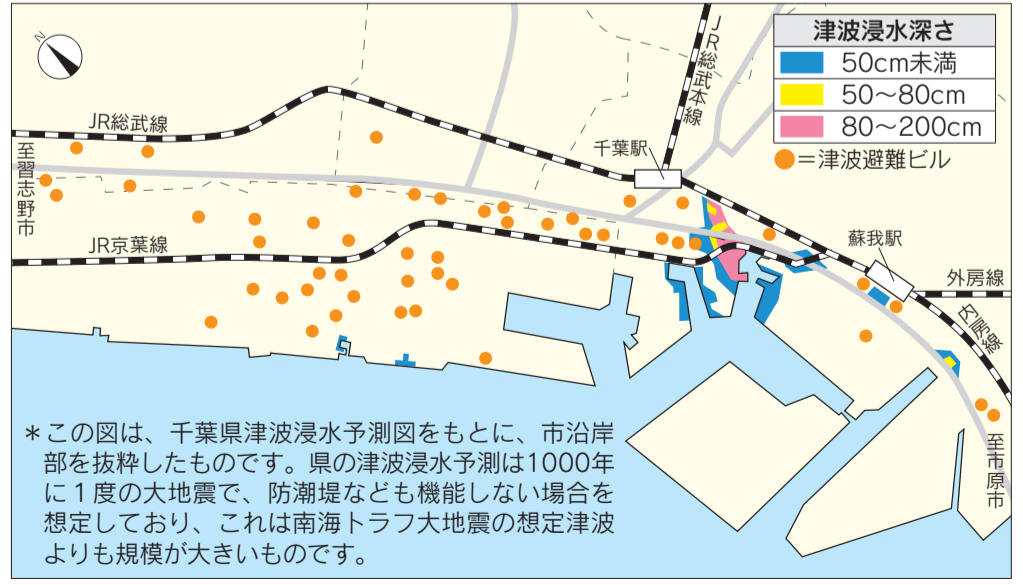 N
津波浸水深さ
50cm未満
50〜80cm
80〜200cm
=津波避難ビル
JR総武本線
JR総武線
千葉駅
至習志野市
JR京葉線
蘇我駅
外房線
内房線
至市原市
*この図は、千葉県津波浸水予測図をもとに、市沿岸
部を抜粋したものです。県の津波浸水予測は1000年
に1度の大地震で、防潮堤なども機能しない場合を
想定しており、これは南海トラフ大地震の想定津波
よりも規模が大きいものです。